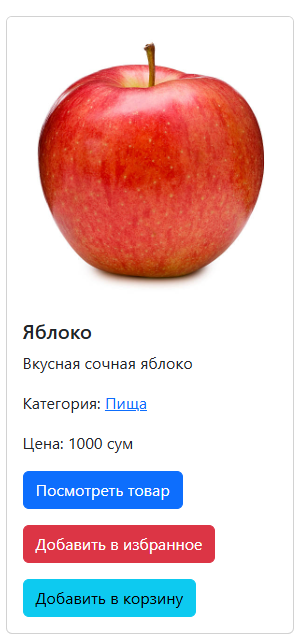 Яблоко
Вкусная сочная яблоко
Категория: Пища
Цена: 1000 сум
Посмотреть товар
Добавить в избранное
Добавить в корзину